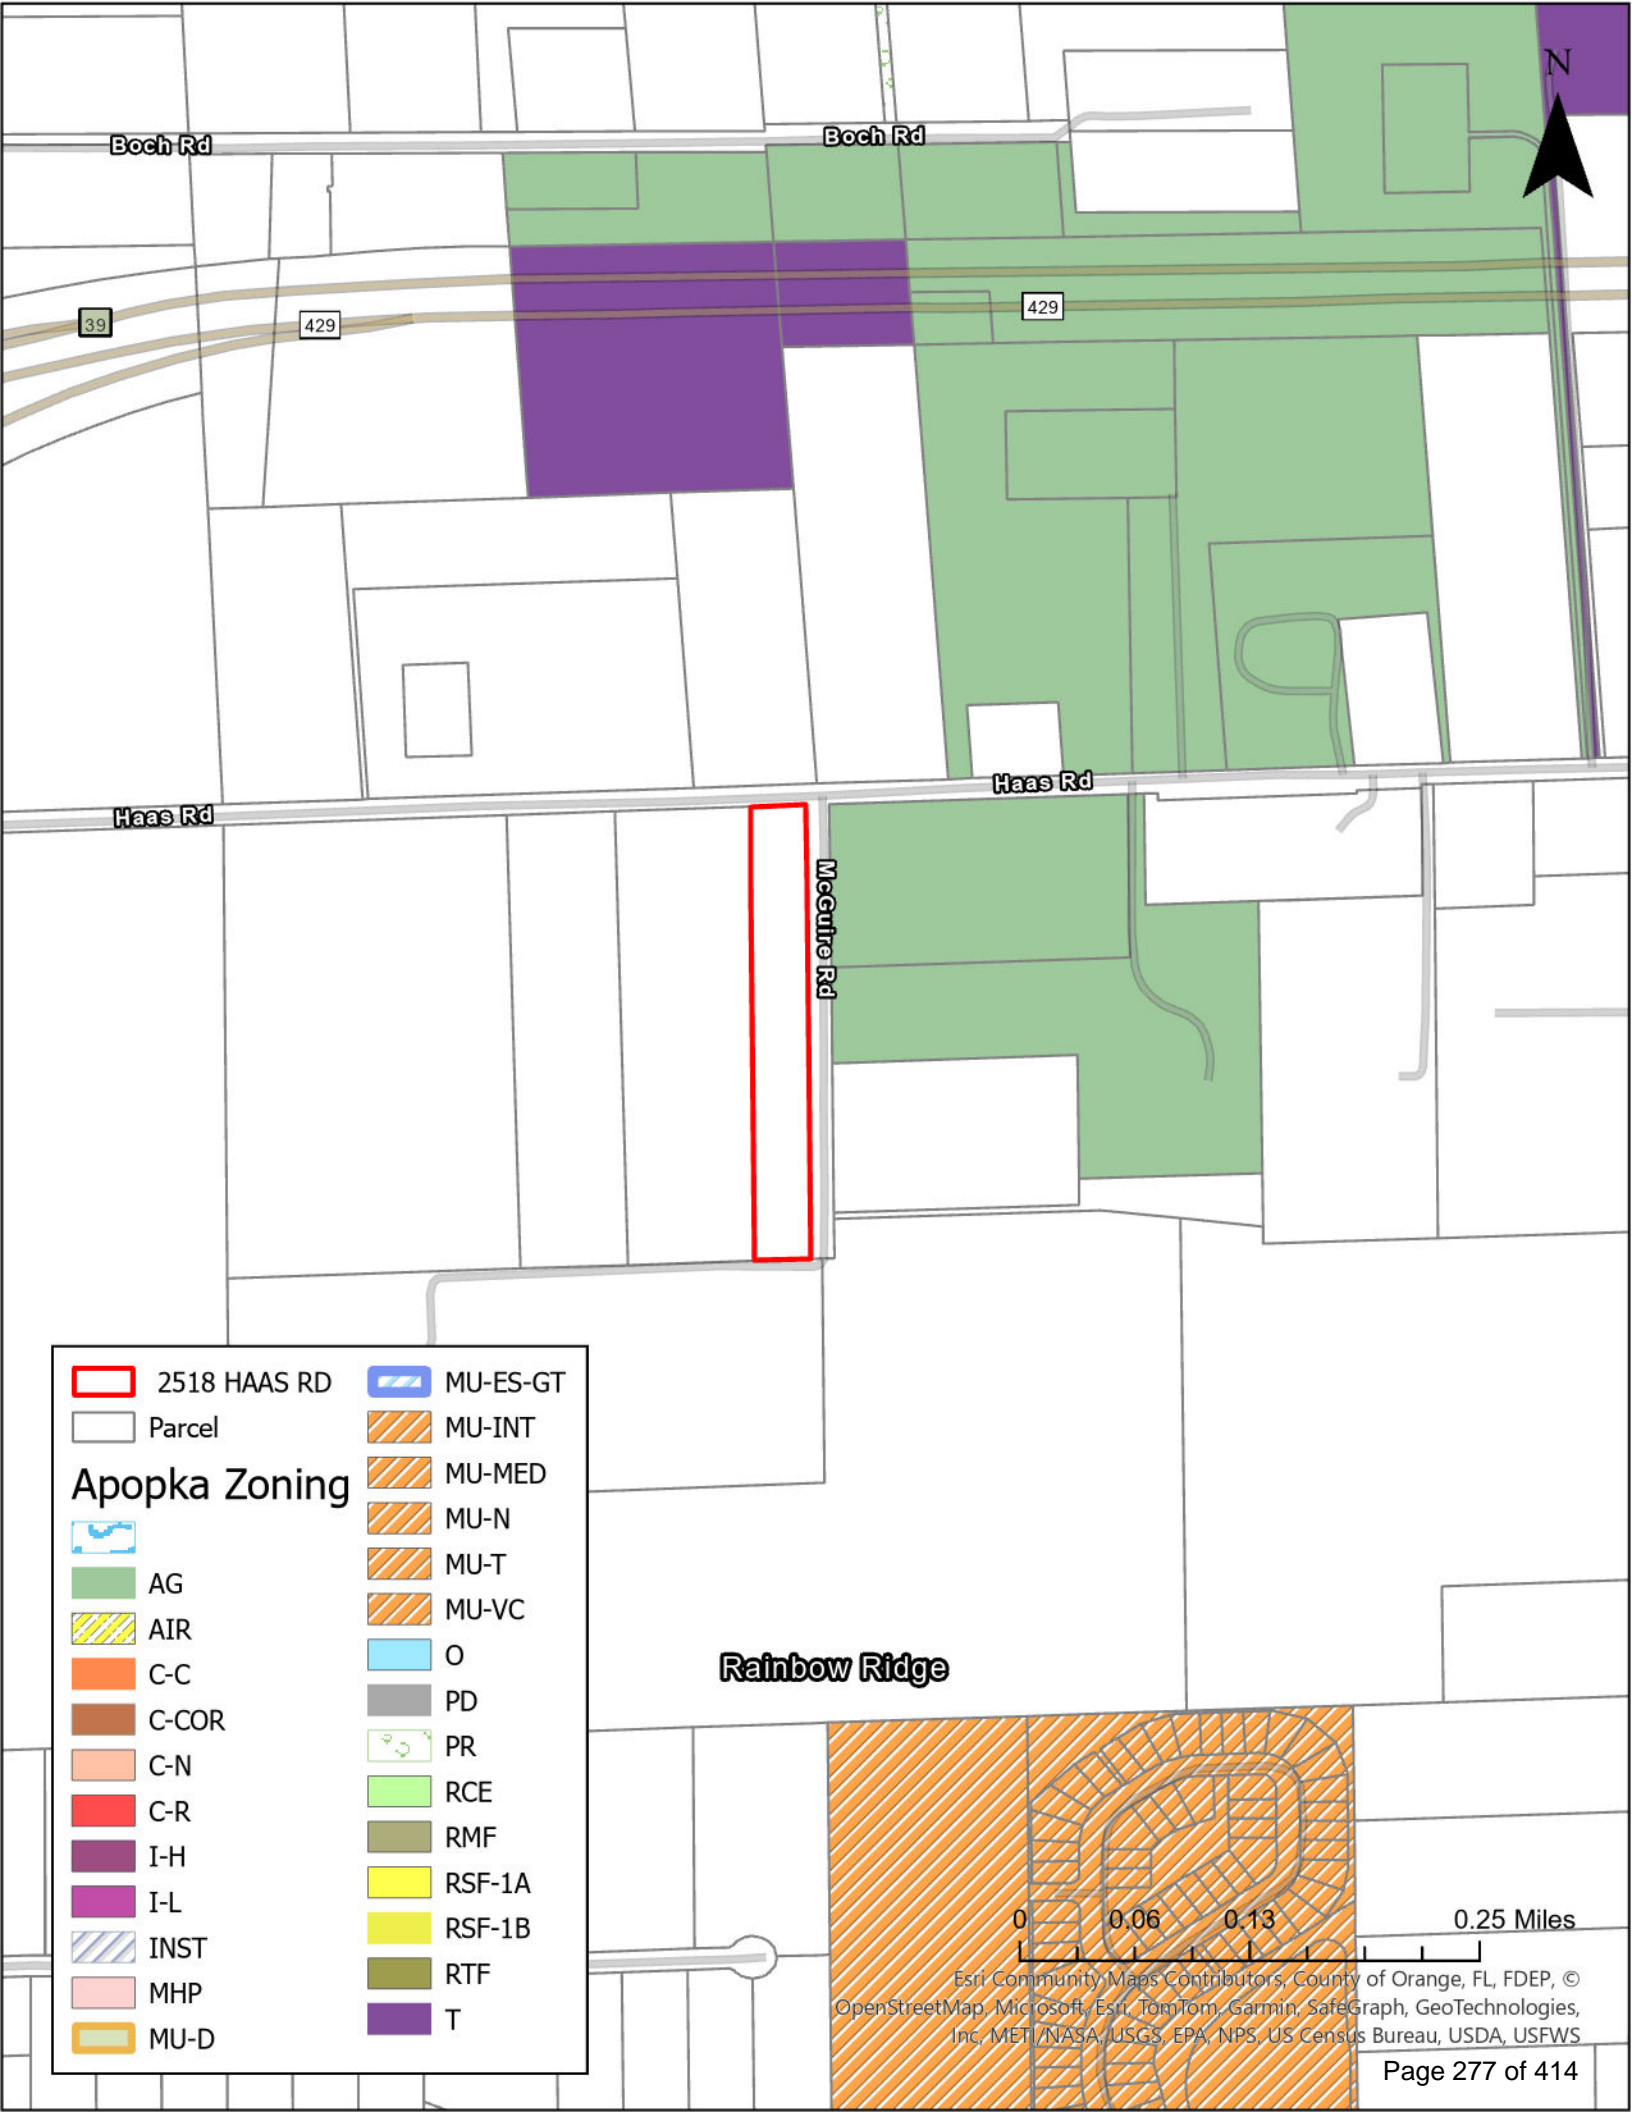 N
Boch Rd
Boch Rd
39
429
429
Haas Rd
Haas Rd
McGuire Rd
2518 HAAS RD
Parcel
Apopka Zoning
AG
AIR
C-C
C-COR
C-N
C-R
I-H
I-L
INST
MHP
MU-D
MU-ES-GT
MU-INT
MU-MED
MU-N
MU-T
MU-VC
O
PD
PR
RCE
RMF
RSF-1A
RSF-1B
RTF
T
Rainbow Ridge
0 0.06 0.13 0.25 Miles
Esri Community Maps Contributors, County of Orange, FL, FDEP, ©
OpenStreetMap, Microsoft, Esri, TomTom, Garmin, SafeGraph, GeoTechnologies,
Inc, METI/NASA, USGS, EPA, NPS, US Census Bureau, USDA, USFWS
Page 277 of 414